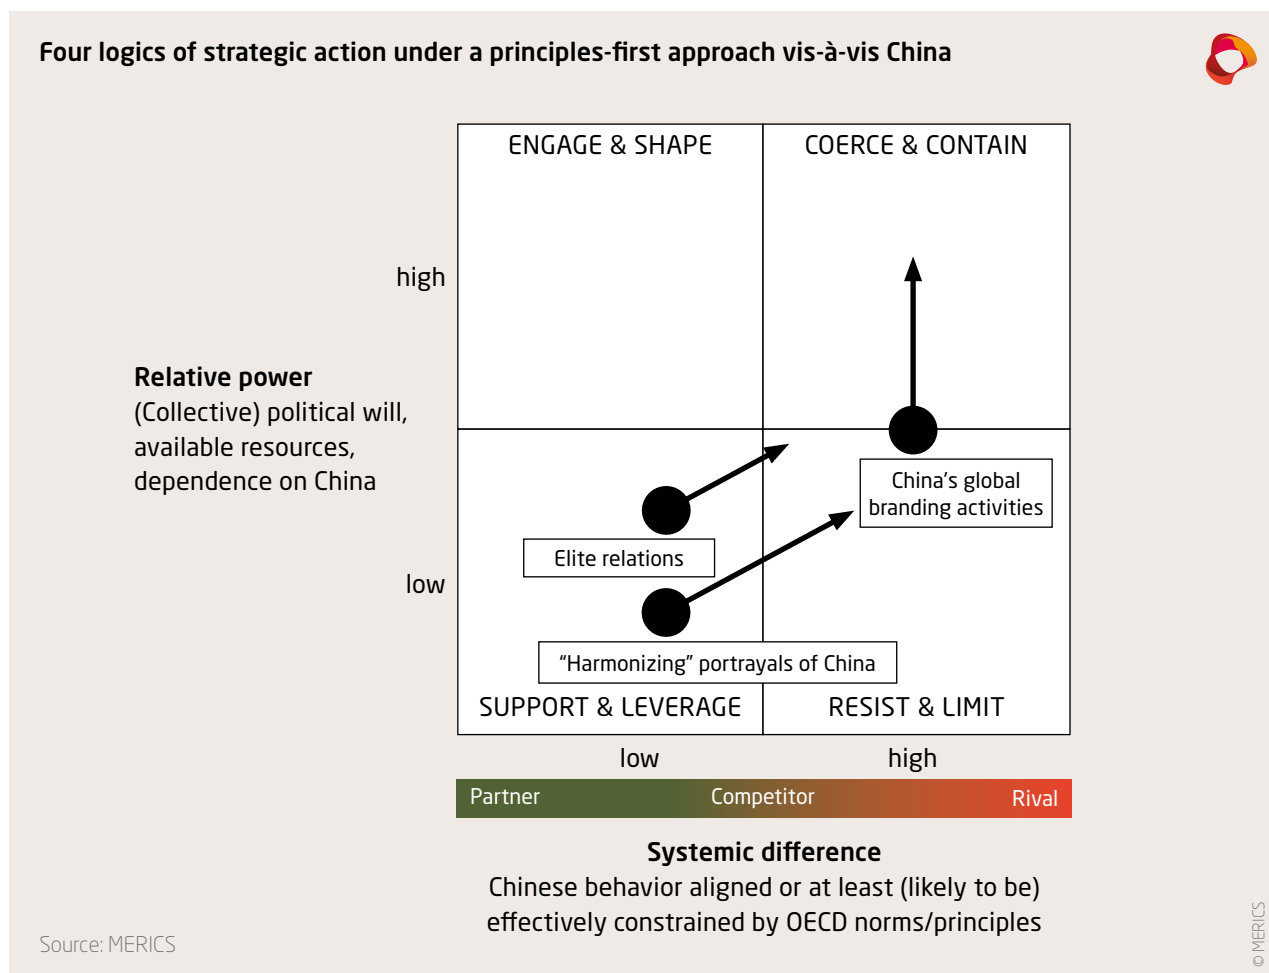 Four logics of strategic action under a principles-first approach vis-à-vis China
ENGAGE & SHAPE
COERCE & CONTAIN
high
Relative power
(Collective) political will,
available resources,
dependence on China
China's global
branding activities
Elite relations
low
“Harmonizing” portrayals of China
SUPPORT & LEVERAGE
RESIST & LIMIT
low
high
Partner
Competitor
Rival
Systemic difference
Chinese behavior aligned or at least (likely to be)
effectively constrained by OECD norms/principles
Source: MERICS
© MERICS